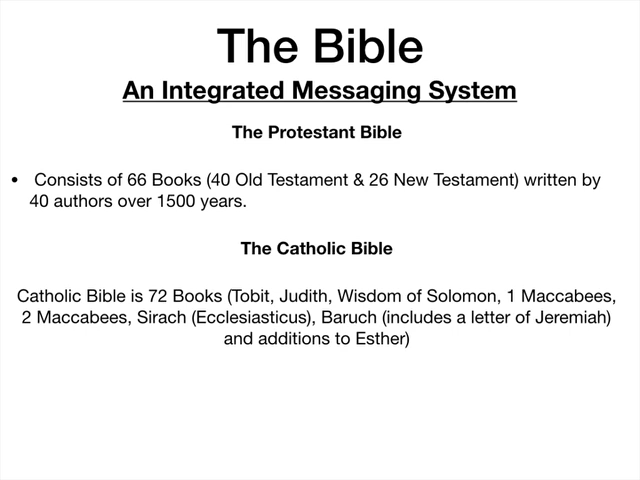 The Bible
An Integrated Messaging System
The Protestant Bible
• Consists of 66 Books (40 Old Testament & 26 New Testament) written by
40 authors over 1500 years.
The Catholic Bible
Catholic Bible is 72 Books (Tobit, Judith, Wisdom of Solomon, 1 Maccabees,
2 Maccabees, Sirach (Ecclesiasticus), Baruch (includes a letter of Jeremiah)
and additions to Esther)